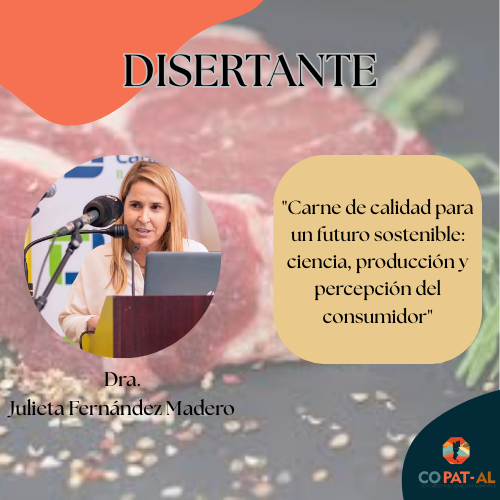 DISERTANTE
"Carne de calidad para
un futuro sostenible:
ciencia, producción y
percepción del
consumidor"
Dra.
Julieta Fernández Madero
CO PAT-AL